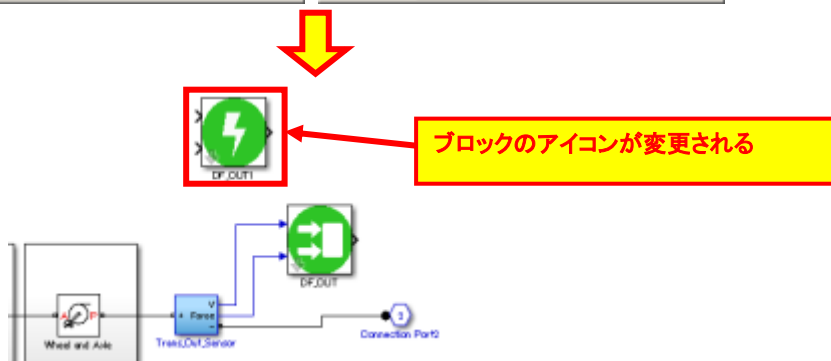 DF_OUT1
ブロックのアイコンが変更される
DF_OUT
A
P
Wheel and Axle
V
Force
Trans_Out_Sensor
3
Connection Port2